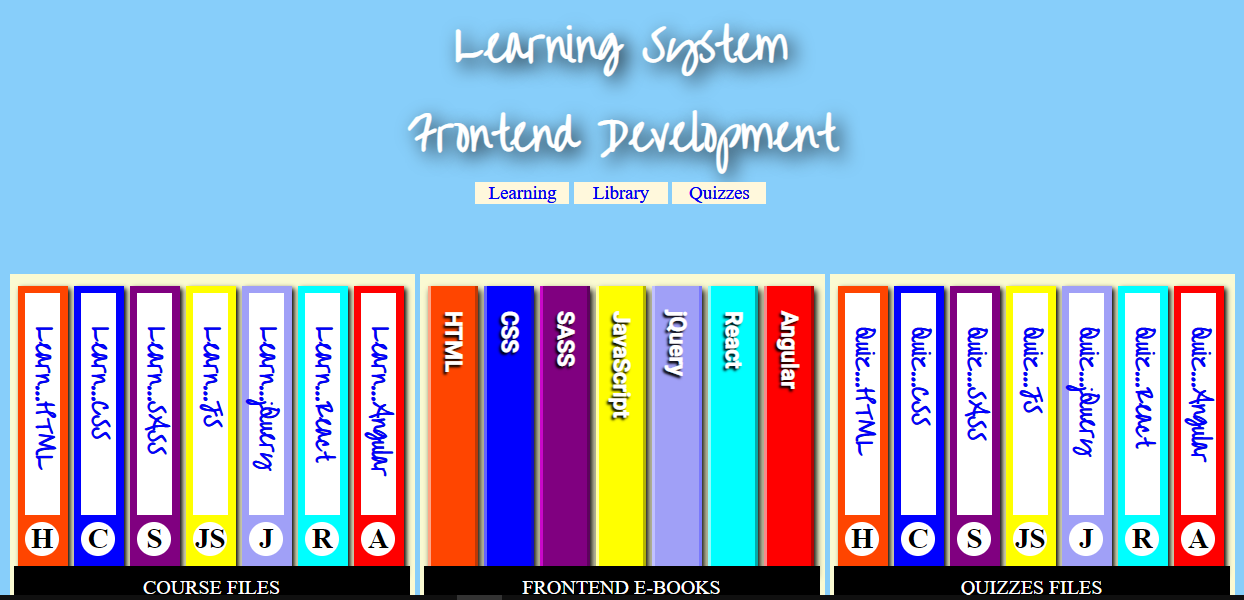 Learning System
Frontend Development
Learning
Library
Quizzes
Learn...HTML
Learn...CSS
Learn...SASS
Learn...JS
Learn...jQuery
Learn...React
Learn...Angular
H
C
S
JS
J
R
A
COURSE FILES
HTML
CSS
SASS
JavaScript
jQuery
React
Angular
FRONTEND E-BOOKS
Quiz...HTML
Quiz...CSS
Quiz...SASS
Quiz...JS
Quiz...jQuery
Quiz...React
Quiz...Angular
H
C
S
JS
J
R
A
QUIZZES FILES